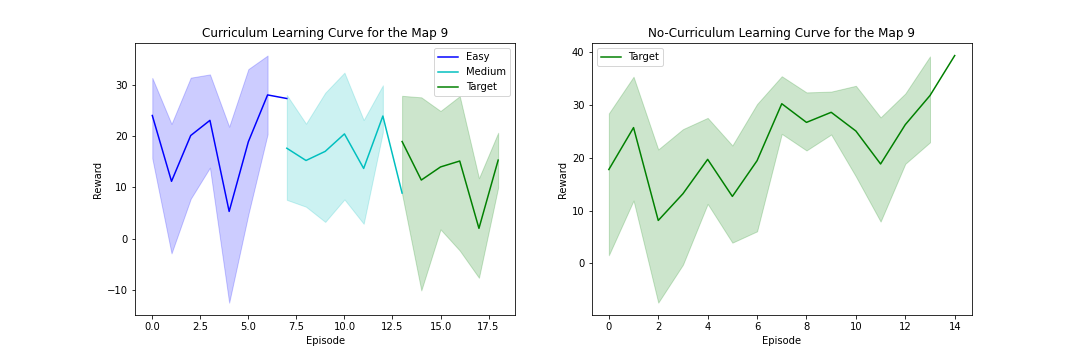 Curriculum Learning Curve for the Map 9
Easy
Medium
Target
Reward
30
20
10
0
−10
0.0 2.5 5.0 7.5 10.0 12.5 15.0 17.5
Episode
No-Curriculum Learning Curve for the Map 9
Target
Reward
40
30
20
10
0
0 2 4 6 8 10 12 14
Episode